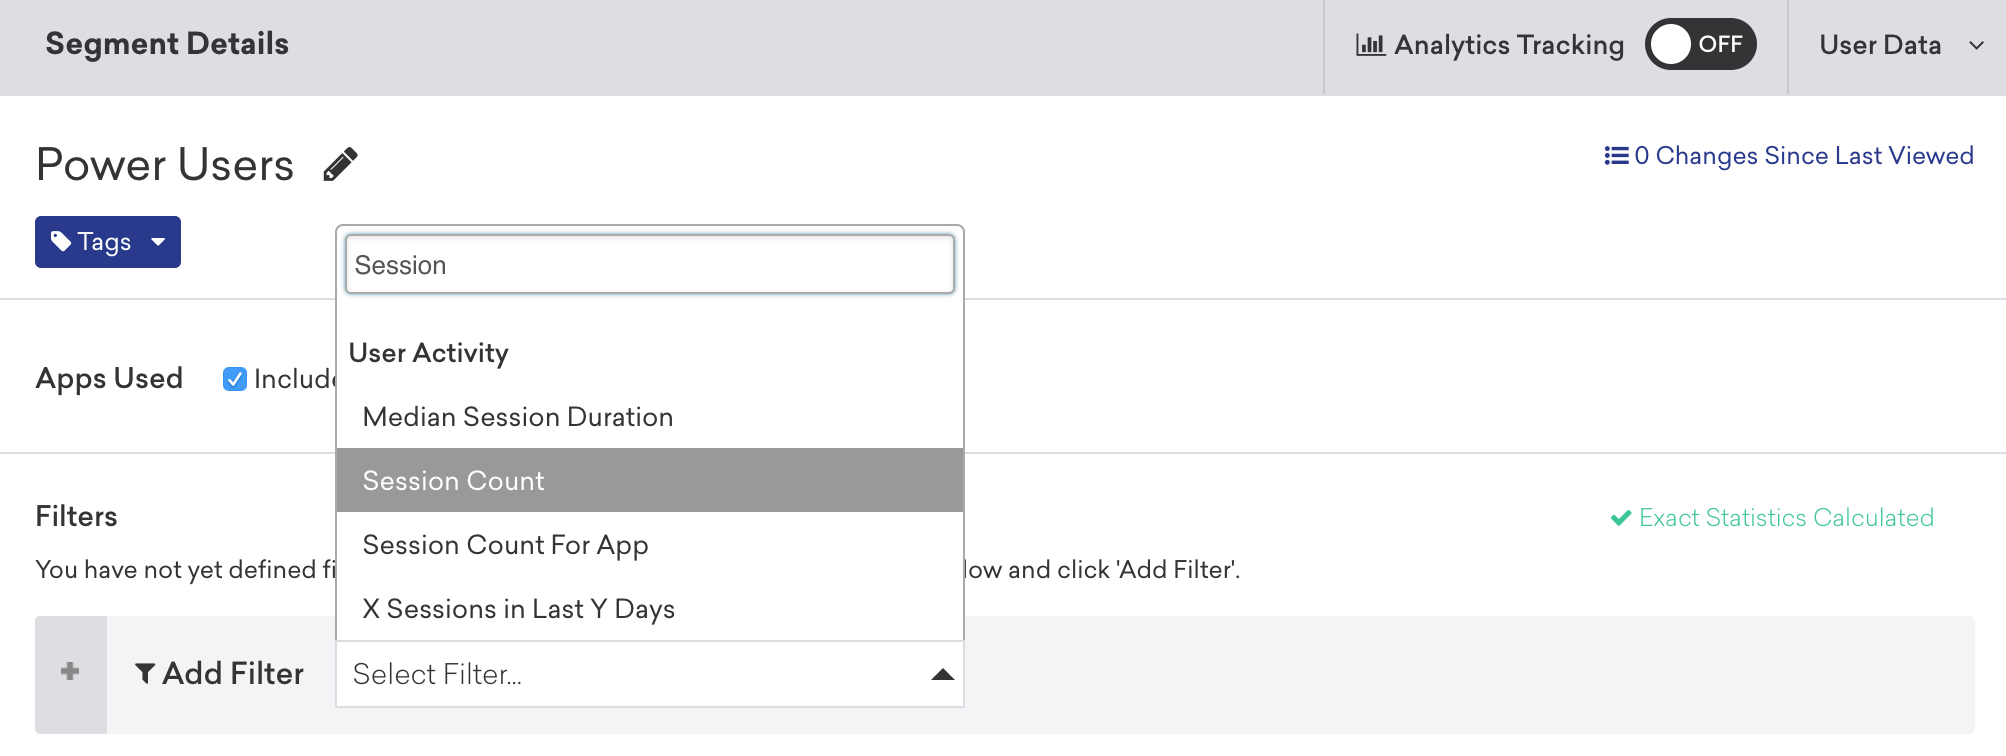 Segment Details
Analytics Tracking
OFF
User Data
Power Users
0 Changes Since Last Viewed
Tags
Session
User Activity
Apps Used
Median Session Duration
Session Count
Filters
Exact Statistics Calculated
Session Count For App
You have not yet defined
low and click 'Add Filter'.
X Sessions in Last Y Days
Add Filter
Select Filter...